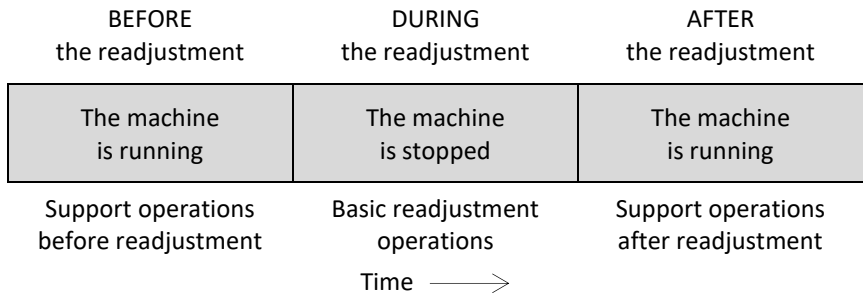 BEFORE
the readjustment
DURING
the readjustment
AFTER
the readjustment
The machine
is running
The machine
is stopped
The machine
is running
Support operations
before readjustment
Basic readjustment
operations
Support operations
after readjustment
Time